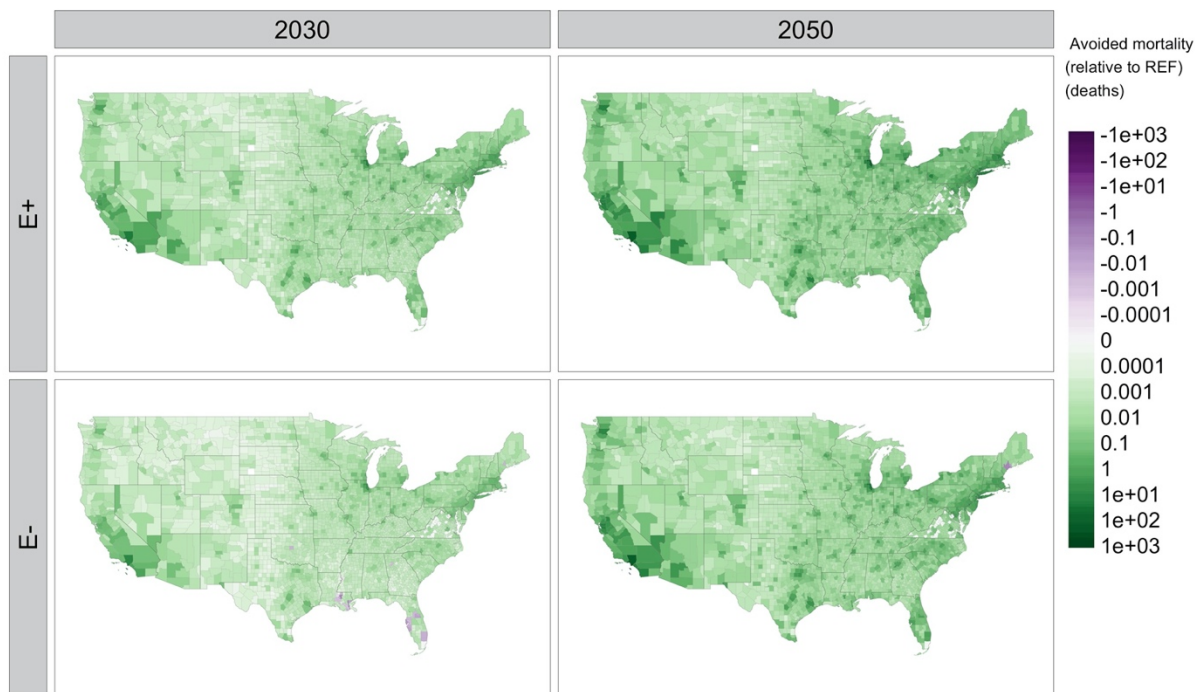 2030
2050
Avoided mortality
(relative to REF)
(deaths)
-1e+03
-1e+02
-1e+01
-1
-0.1
-0.01
-0.001
-0.0001
0
0.0001
0.001
0.01
0.1
1
1e+01
1e+02
1e+03
E+
E-